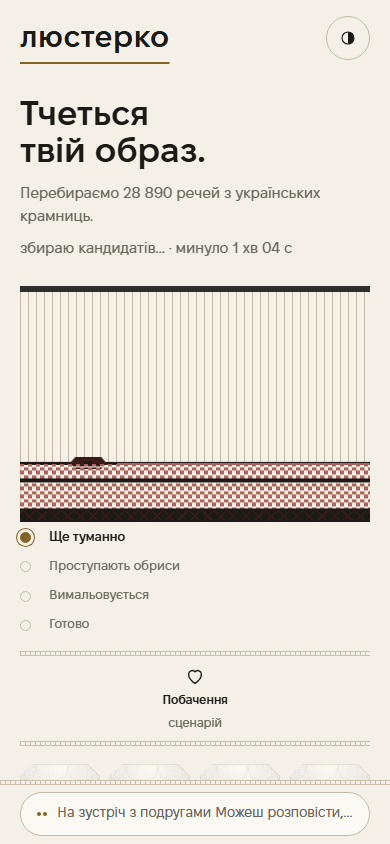 люстерко
Тчеться
твій образ.
Перебираємо 28 890 речей з українських
крамниць.
збираю кандидатів... · минуло 1 хв 04 с
Ще туманно
Проступають обриси
Вимальовується
Готово
Побачення
сценарій
На зустріч з подругами Можеш розповісти,...